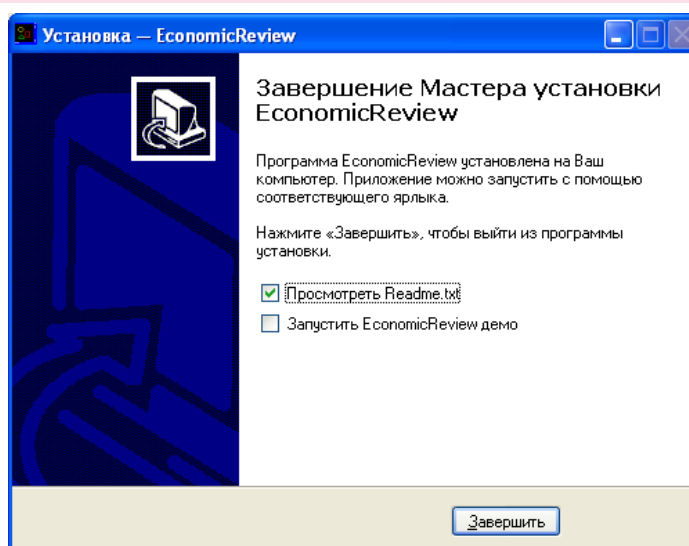 Установка — EconomicReview
Завершение Мастера установки
EconomicReview
Программа EconomicReview установлена на Ваш
компьютер. Приложение можно запустить с помощью
соответствующего ярлыка.
Нажмите «Завершить», чтобы выйти из программы
установки.
Просмотреть Readme.txt
Запустить EconomicReview демо
Завершить